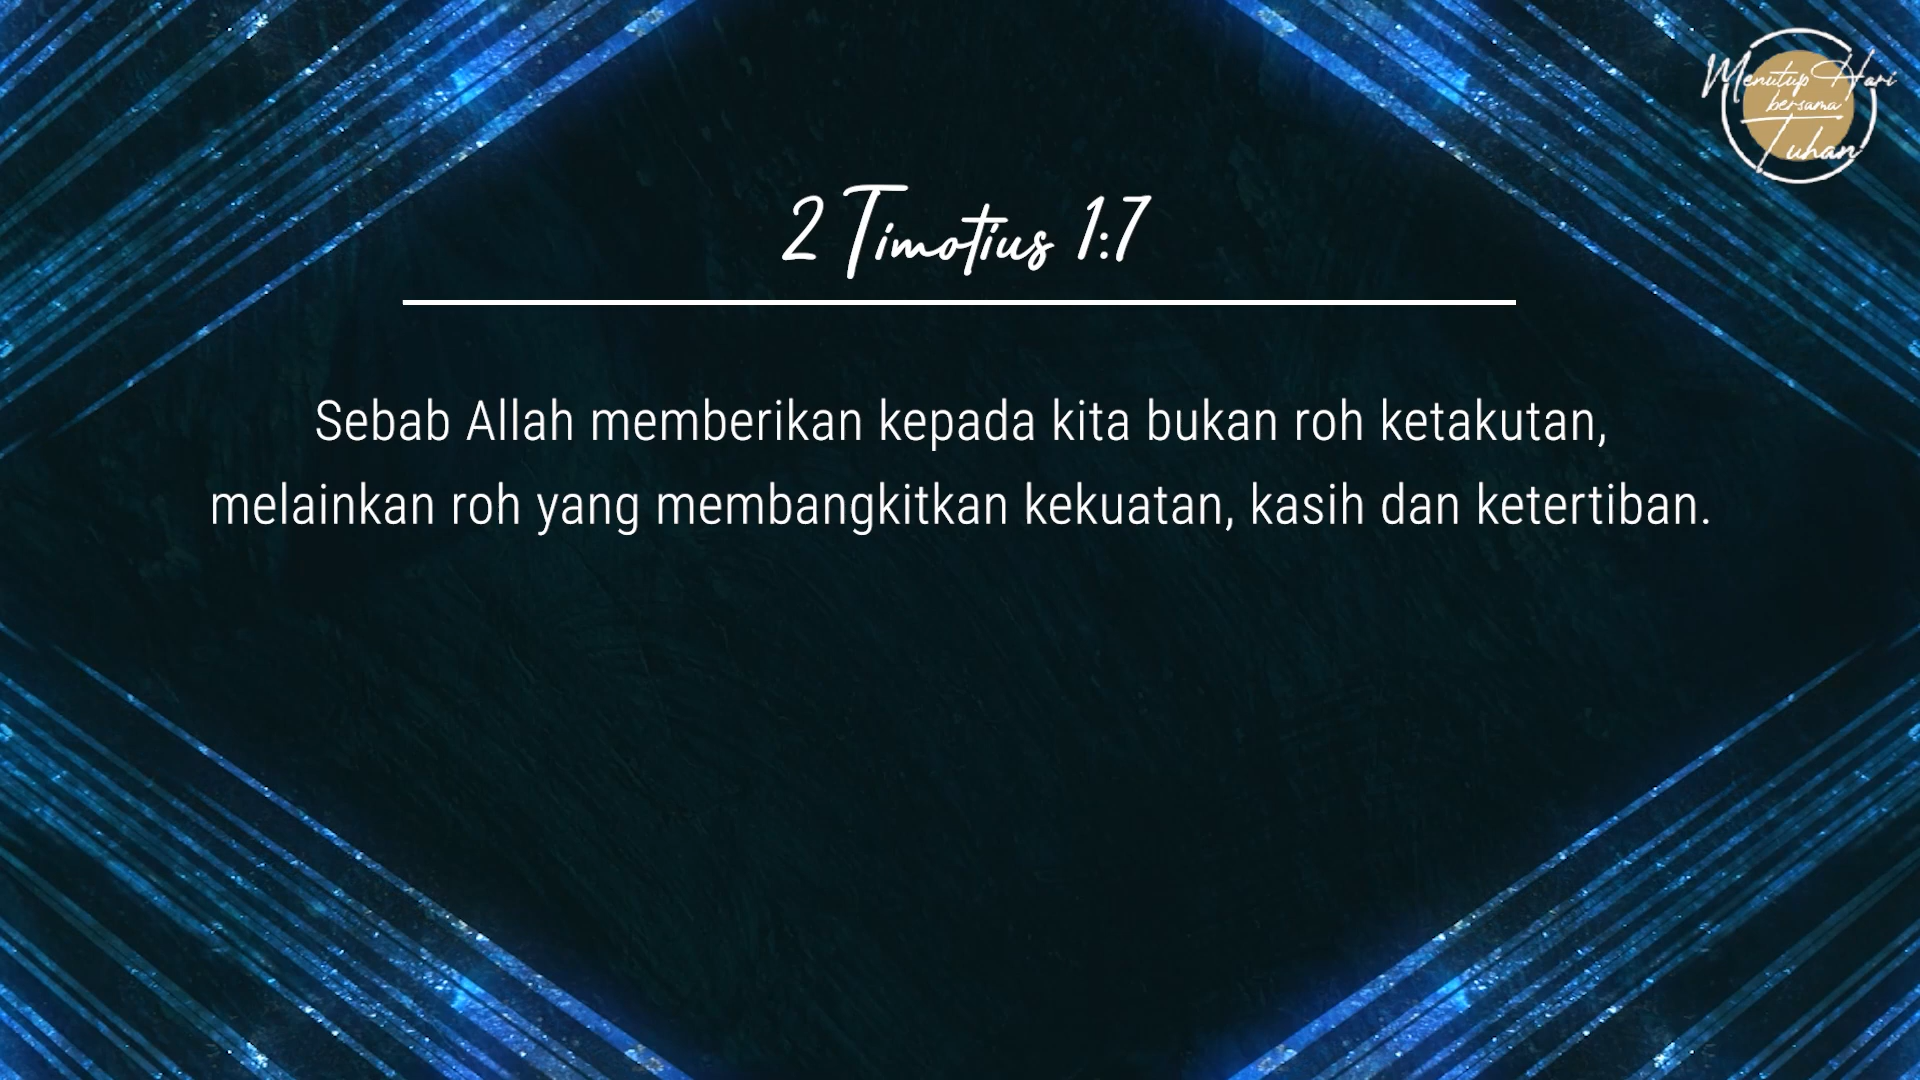 Menutup Hari
bersama
Tuhan
2 Timotius 1:7
Sebab Allah memberikan kepada kita bukan roh ketakutan,
melainkan roh yang membangkitkan kekuatan, kasih dan ketertiban.